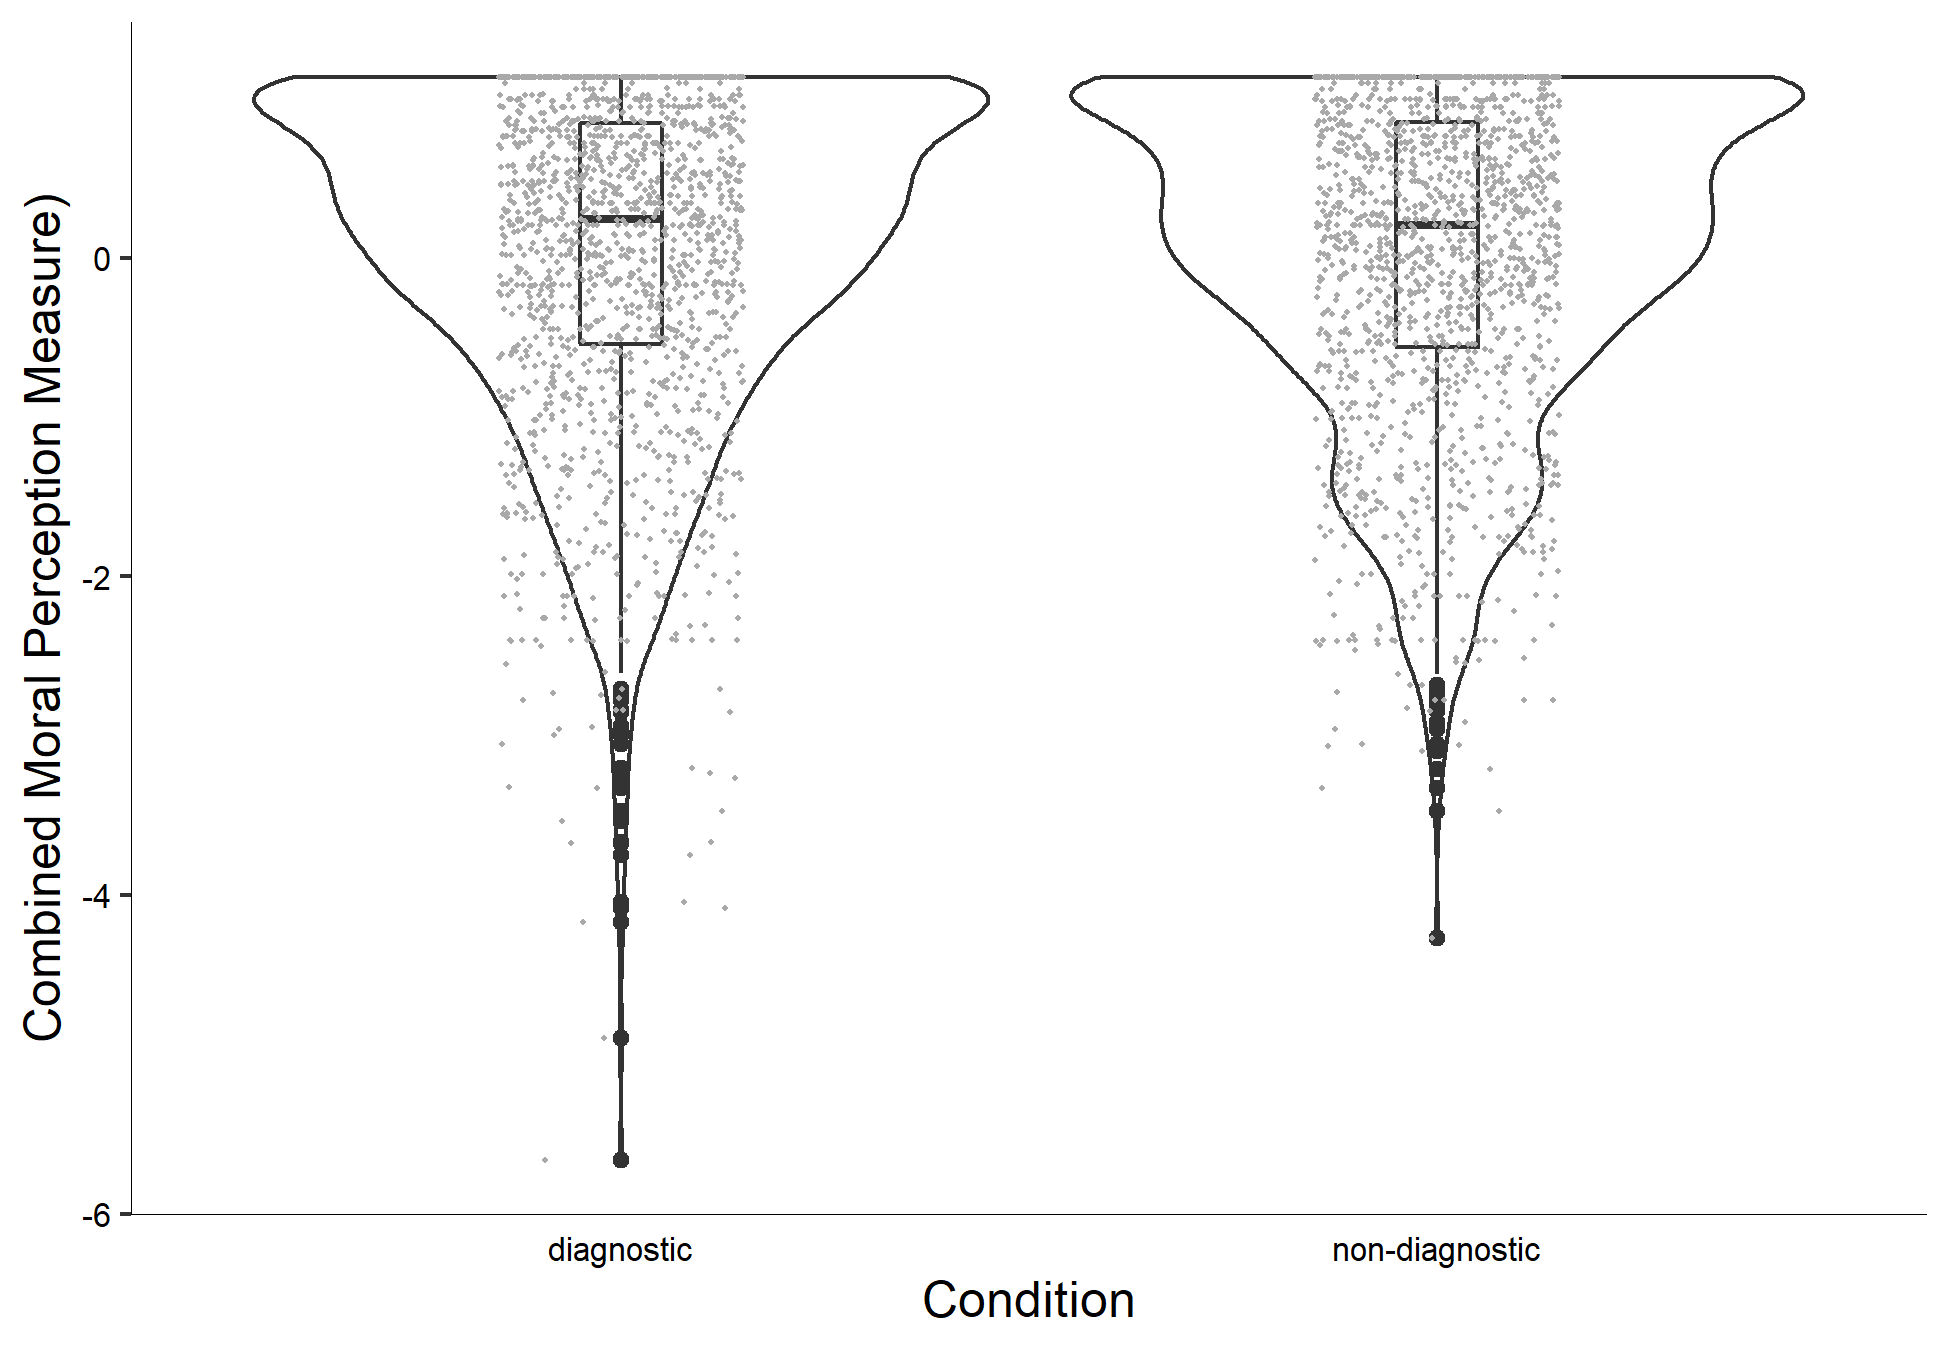 Combined Moral Perception Measure)
0
-2
-4
-6
diagnostic
non-diagnostic
Condition